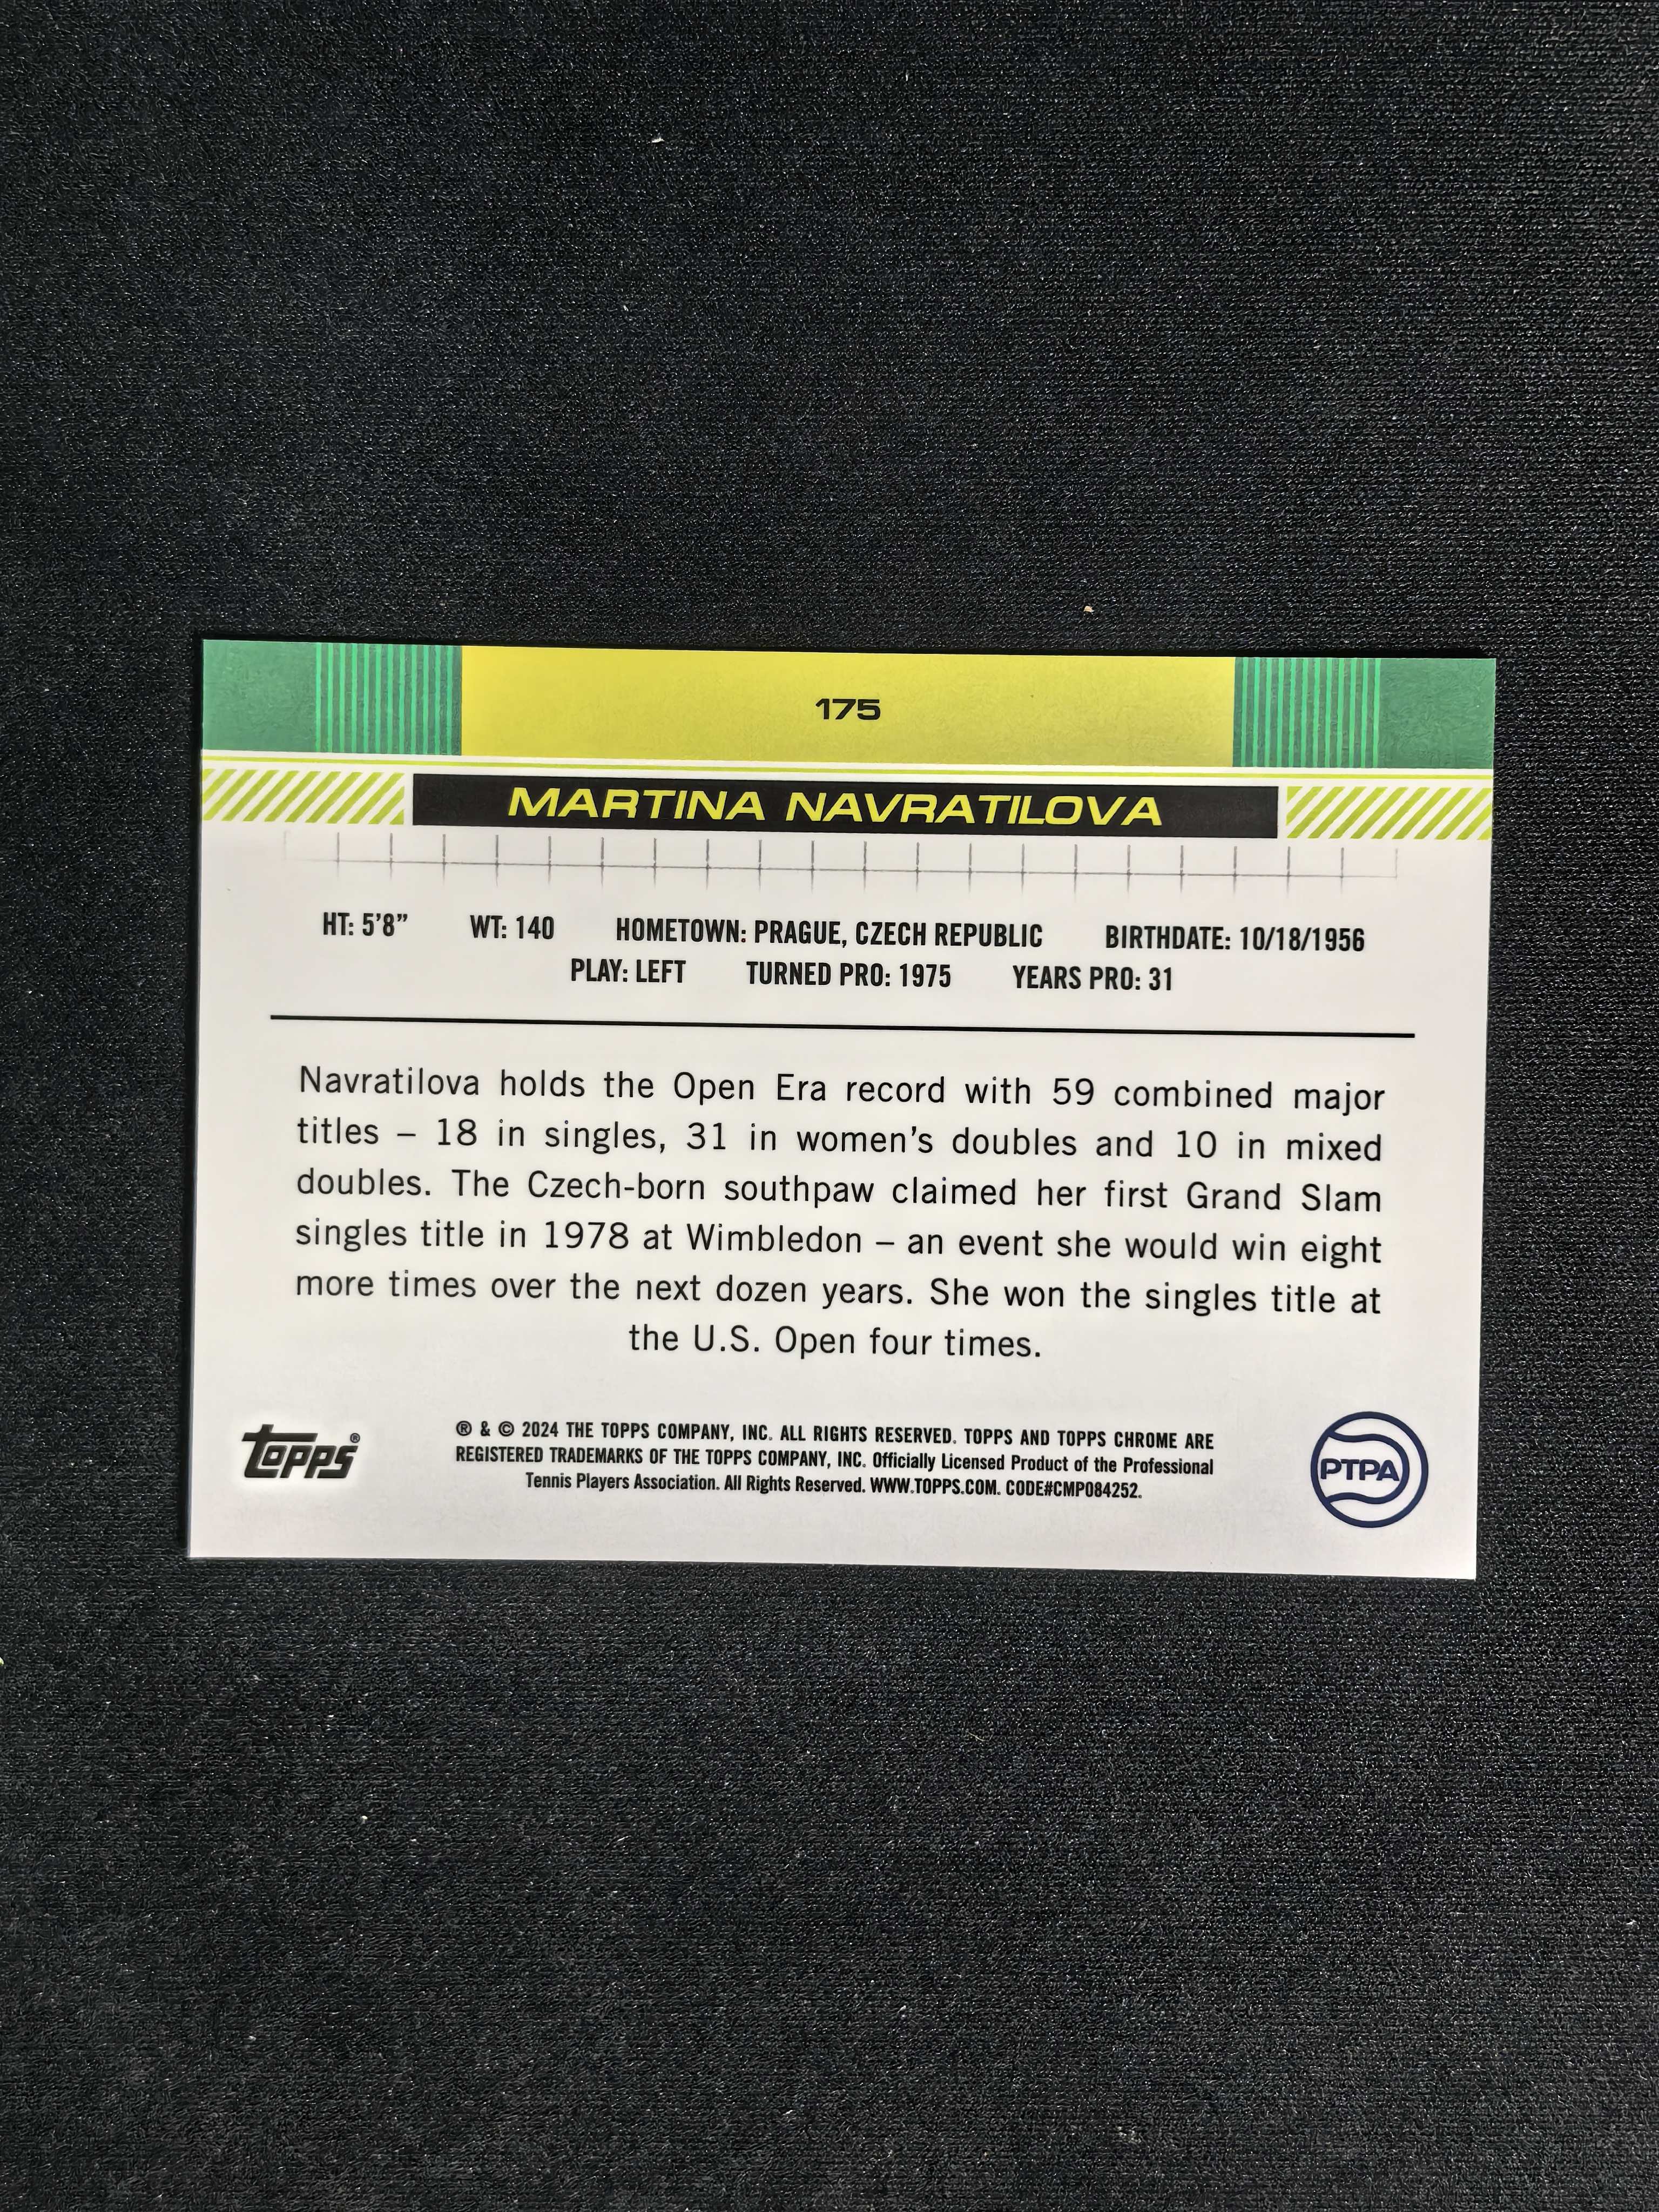 175
MARTINA NAVRATILOVA
HT: 5'8" WT: 140 HOMETOWN: PRAGUE, CZECH REPUBLIC BIRTHDATE: 10/18/1956
PLAY: LEFT TURNED PRO: 1975 YEARS PRO: 31
Navratilova holds the Open Era record with 59 combined major
titles – 18 in singles, 31 in women's doubles and 10 in mixed
doubles. The Czech-born southpaw claimed her first Grand Slam
singles title in 1978 at Wimbledon – an event she would win eight
more times over the next dozen years. She won the singles title at
the U.S. Open four times.
topps®
® & © 2024 THE TOPPS COMPANY, INC. ALL RIGHTS RESERVED. TOPPS AND TOPPS CHROME ARE
REGISTERED TRADEMARKS OF THE TOPPS COMPANY, INC. Officially Licensed Product of the Professional
Tennis Players Association. All Rights Reserved. WWW.TOPPS.COM. CODE#CMP084252.
PTPA